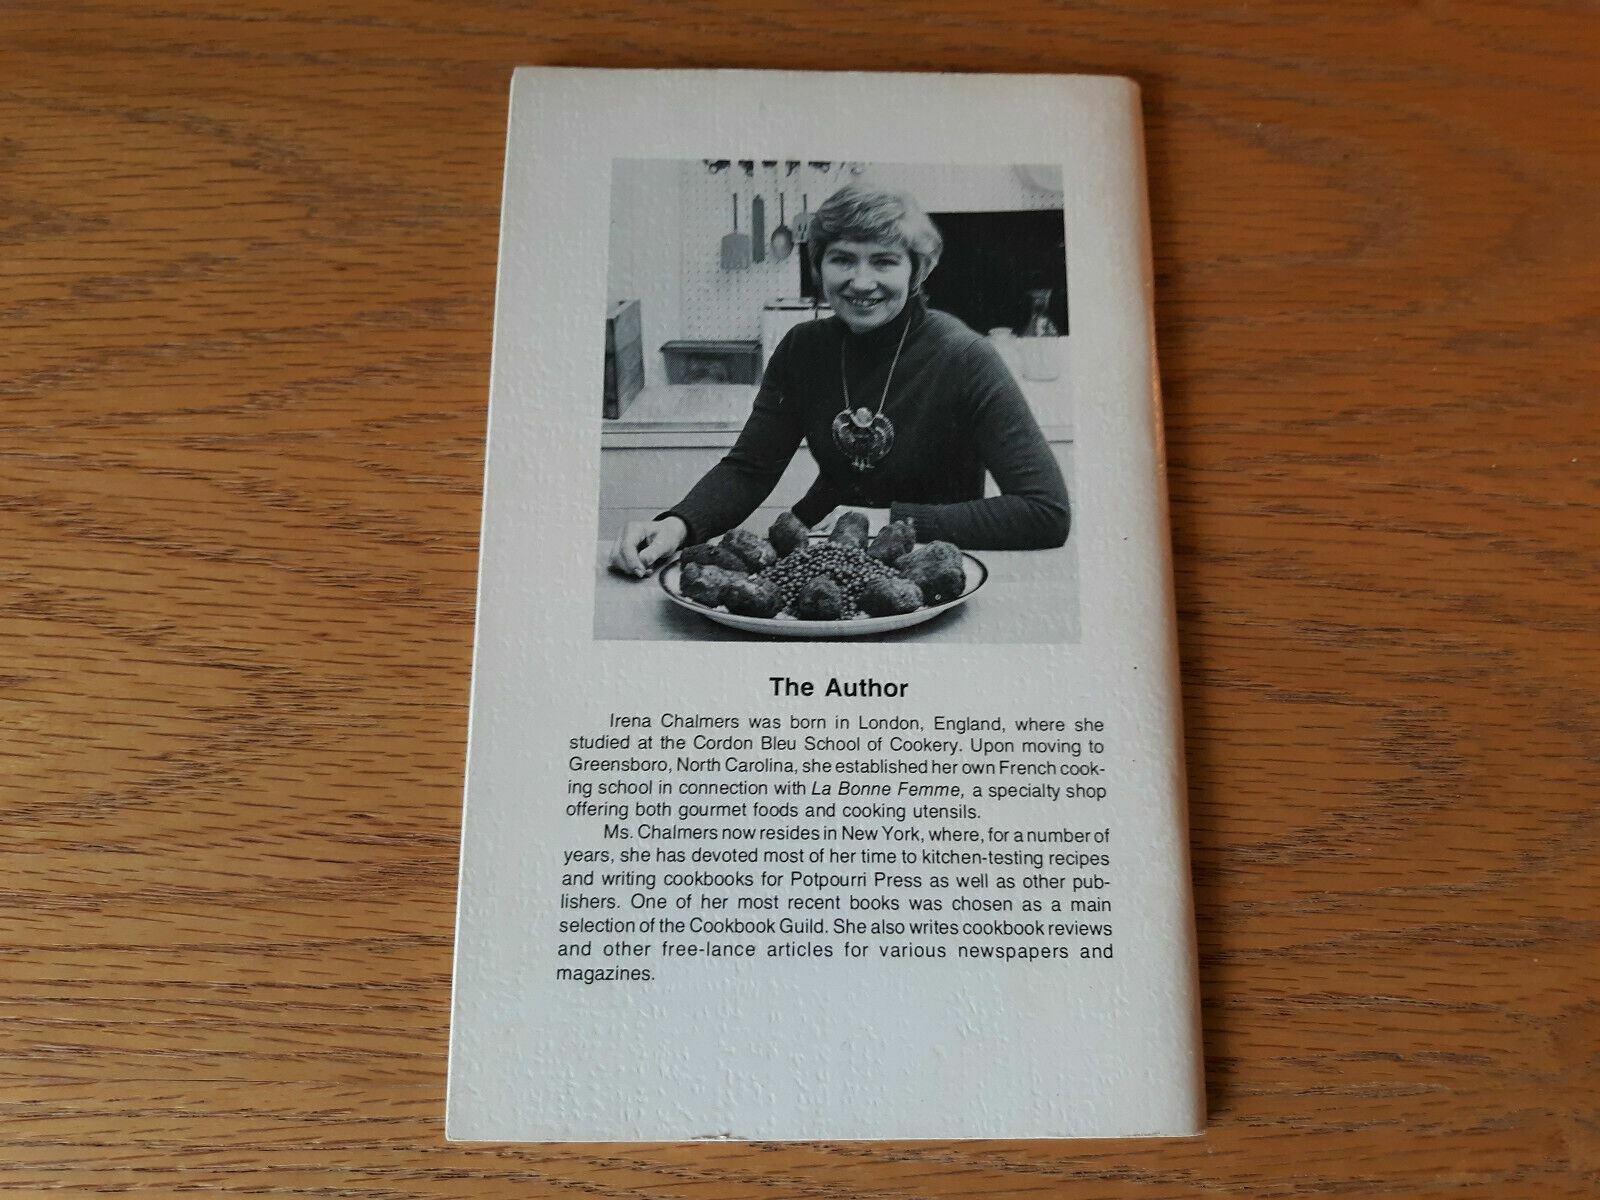 The Author
Irena Chalmers was born in London, England, where she
studied at the Cordon Bleu School of Cookery. Upon moving to
Greensboro, North Carolina, she established her own French cook-
ing school in connection with La Bonne Femme, a specialty shop
offering both gourmet foods and cooking utensils.
Ms. Chalmers now resides in New York, where, for a number of
years, she has devoted most of her time to kitchen-testing recipes
and writing cookbooks for Potpourri Press as well as other pub-
lishers. One of her most recent books was chosen as a main
selection of the Cookbook Guild. She also writes cookbook reviews
and other free-lance articles for various newspapers and
magazines.